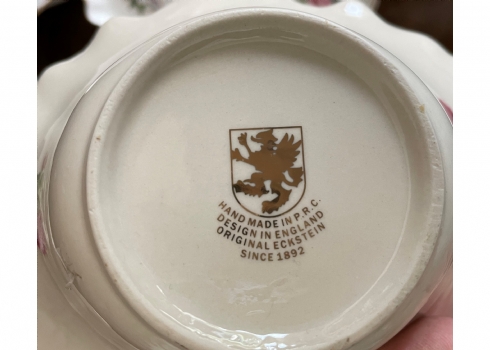 HAND MADE IN P.R.C.
DESIGN IN ENGLAND
ORIGINAL ECKSTEIN
SINCE 1892